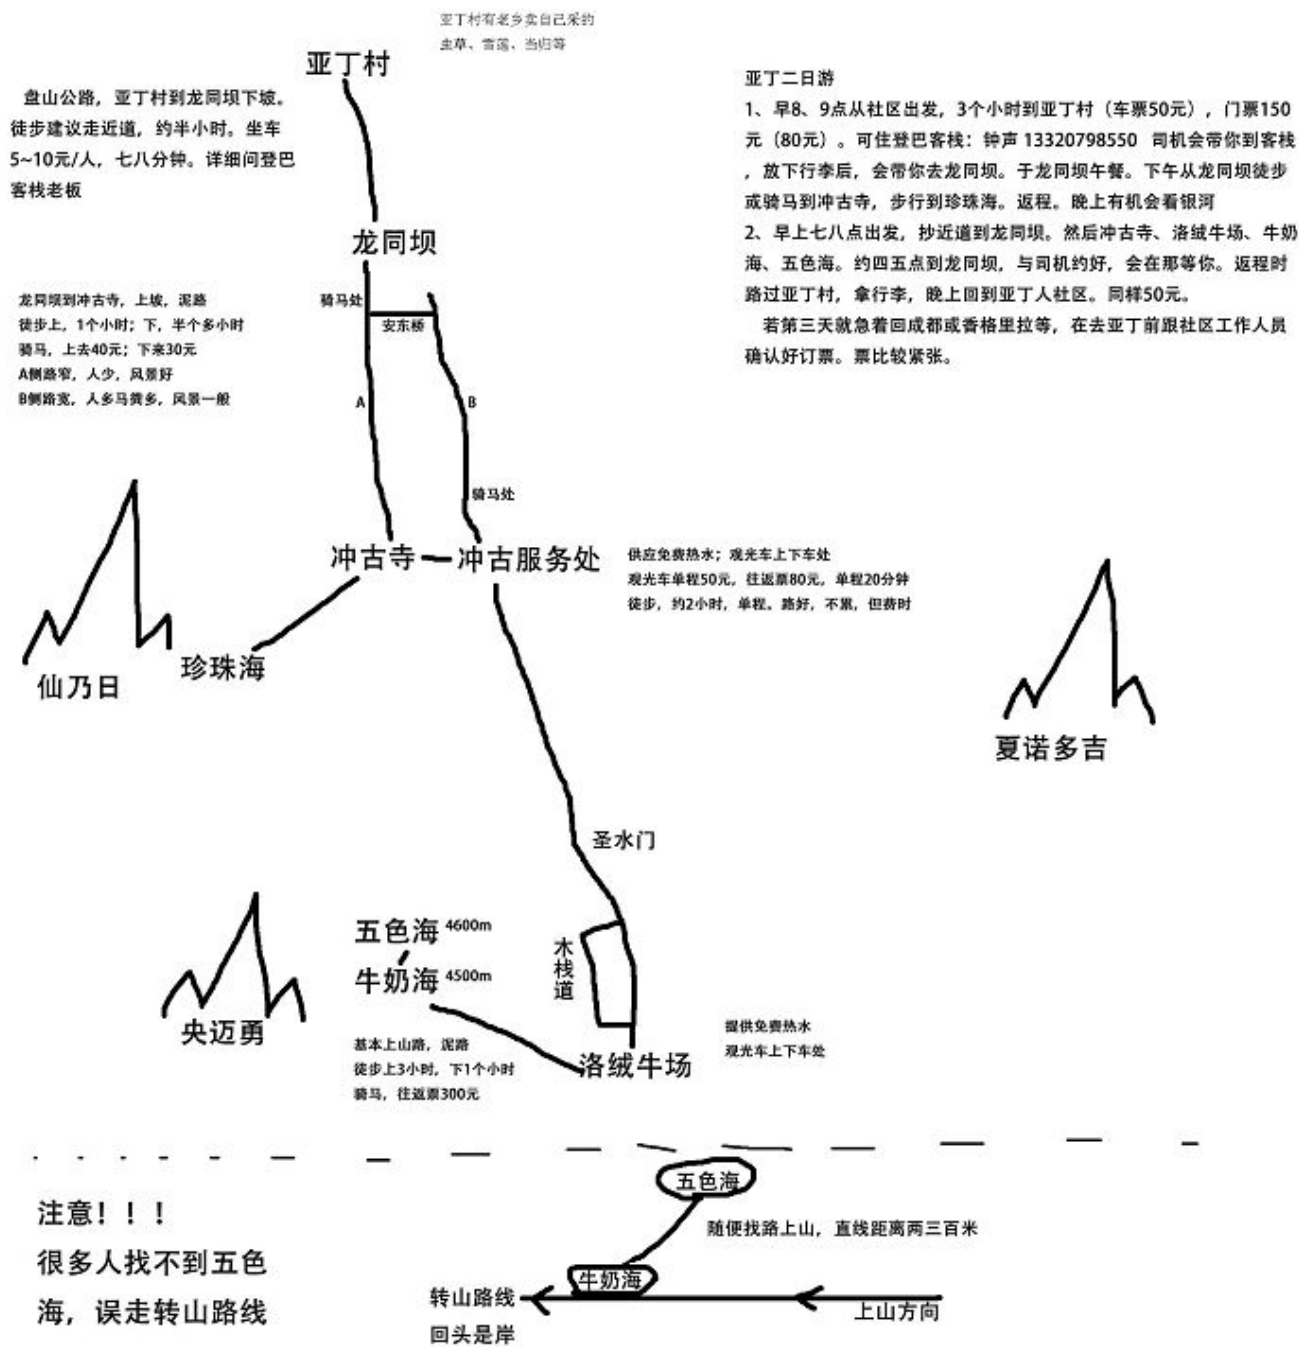 亚丁村有老乡卖自己采的
虫草、雪莲、当归等
亚丁村
盘山公路，亚丁村到龙同坝下坡。
徒步建议走近道，约半小时。坐车
5~10元/人，七八分钟。详细问登巴
客栈老板
亚丁二日游
1、早8、9点从社区出发，3个小时到亚丁村（车票50元），门票150
元（80元）。可住登巴客栈：钟声 13320798550 司机会带你到客栈
，放下行李后，会带你去龙同坝。于龙同坝午餐。下午从龙同坝徒步
或骑马到冲古寺，步行到珍珠海。返程。晚上有机会看银河
2、早上七八点出发，抄近道到龙同坝。然后冲古寺、洛绒牛场、牛奶
海、五色海。约四五点到龙同坝，与司机约好，会在那等你。返程时
路过亚丁村，拿行李，晚上回到亚丁人社区。同样50元。
若第三天就急着回成都或香格里拉等，在去亚丁前跟社区工作人员
确认好订票。票比较紧张。
龙同坝
龙同坝到冲古寺，上坡，泥路
徒步上，1个小时；下，半个多小时
骑马，上去40元；下来30元
A侧路窄，人少，风景好
B侧路宽，人多马粪多，风景一般
骑马处
安东桥
A
B
骑马处
冲古寺
冲古服务处
供应免费热水；观光车上下车处
观光车单程50元，往返票80元，单程20分钟
徒步，约2小时，单程。路好，不累，但费时
仙乃日
珍珠海
夏诺多吉
圣水门
五色海 4600m
牛奶海 4500m
木栈道
央迈勇
基本上山路，泥路
徒步上3小时，下1个小时
骑马，往返票300元
洛绒牛场
提供免费热水
观光车上下车处
注意！！！
很多人找不到五色
海，误走转山路线
五色海
随便找路上山，直线距离两三百米
牛奶海
转山路线
回头是岸
上山方向